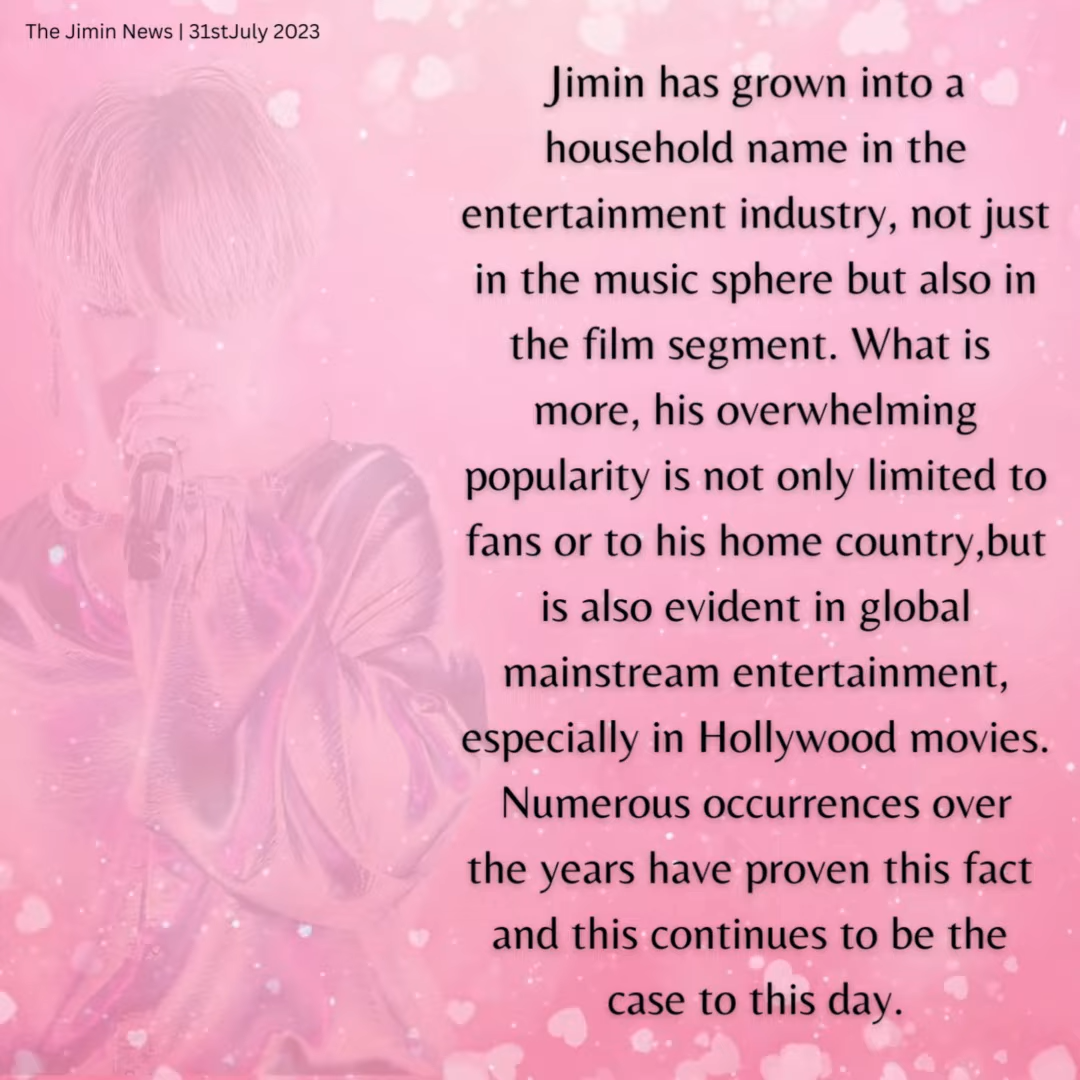 The Jimin News | 31stJuly 2023
Jimin has grown into a
household name in the
entertainment industry, not just
in the music sphere but also in
the film segment. What is
more, his overwhelming
popularity is not only limited to
fans or to his home country,but
is also evident in global
mainstream entertainment,
especially in Hollywood movies.
Numerous occurrences over
the years have proven this fact
and this continues to be the
case to this day.